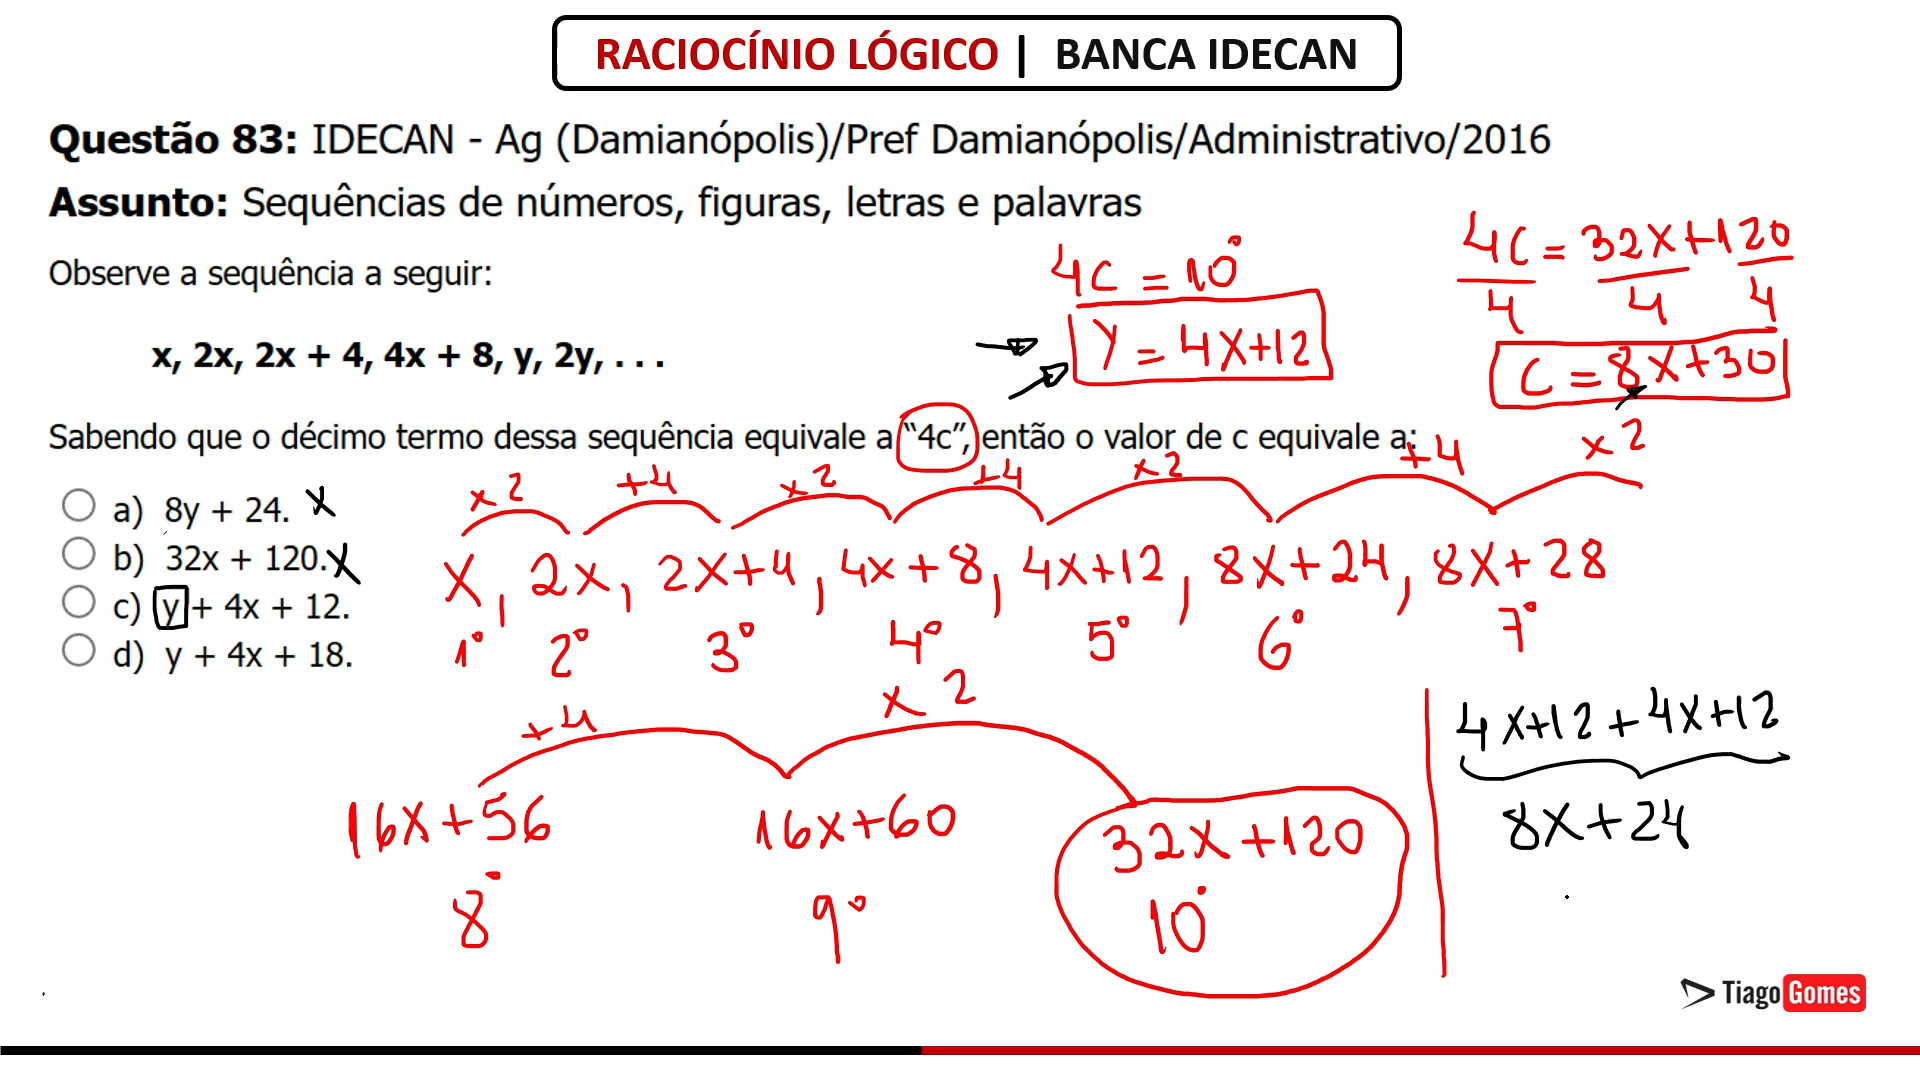 RACIOCÍNIO LÓGICO | BANCA IDECAN
Questão 83: IDECAN - Ag (Damianópolis)/Pref Damianópolis/Administrativo/2016
Assunto: Sequências de números, figuras, letras e palavras
Observe a sequência a seguir:
x, 2x, 2x + 4, 4x + 8, y, 2y, . . .
4C = 10°
Y = 4X+12
4C = 32X+120
4 4 4
C = 8X+30
Sabendo que o décimo termo dessa sequência equivale a "4c", então o valor de c equivale a:
x 2 +4 x 2 +4 x 2 +4 x 2
a) 8y + 24. X
b) 32x + 120. X
c) y + 4x + 12.
d) y + 4x + 18.
X, 2x, 2X+4, 4x+8, 4X+12, 8X+24, 8X+28
1° 2° 3° 4° 5° 6° 7°
+4 x 2
16X+56 16X+60 32X+120
8° 9° 10°
4X+12+4X+12
8X+24
Tiago Gomes